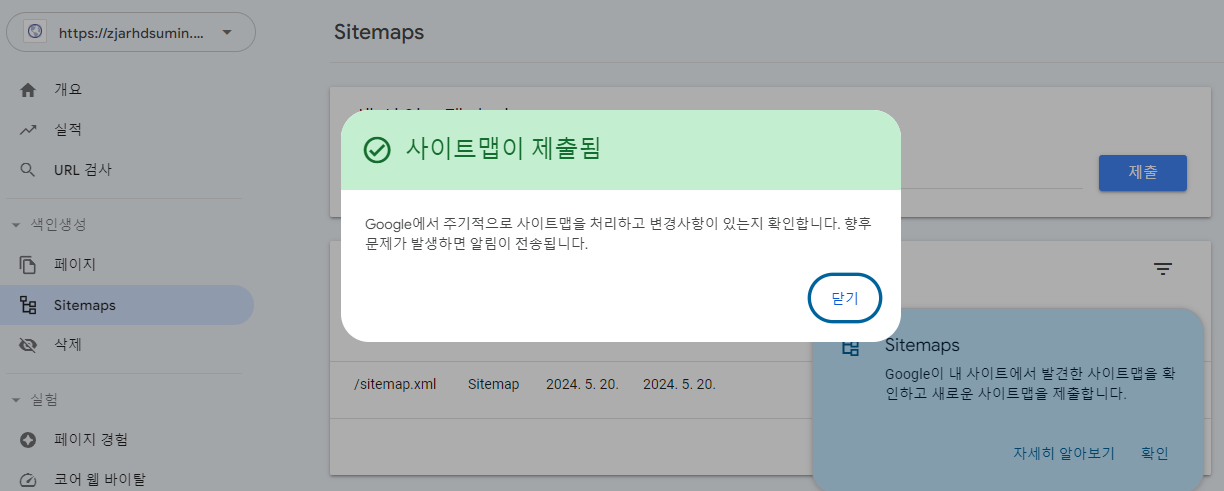 https://zjarhdsumin....
Sitemaps
개요
실적
URL 검사
색인생성
페이지
Sitemaps
삭제
실험
페이지 경험
코어 웹 바이탈
제출
사이트맵이 제출됨
Google에서 주기적으로 사이트맵을 처리하고 변경사항이 있는지 확인합니다. 향후
문제가 발생하면 알림이 전송됩니다.
닫기
/sitemap.xml Sitemap 2024. 5. 20. 2024. 5. 20.
Sitemaps
Google이 내 사이트에서 발견한 사이트맵을 확
인하고 새로운 사이트맵을 제출합니다.
자세히 알아보기 확인